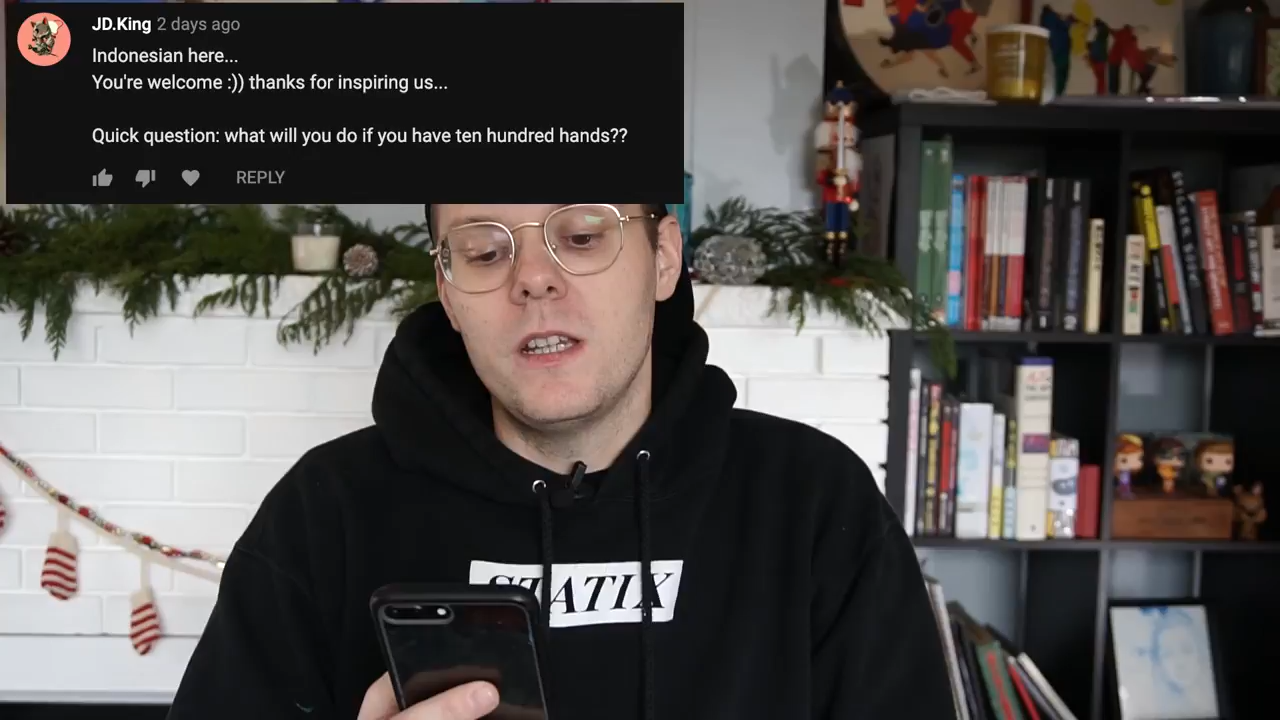 JD.King 2 days ago
Indonesian here...
You're welcome :)) thanks for inspiring us...
Quick question: what will you do if you have ten hundred hands??
REPLY
STATIX